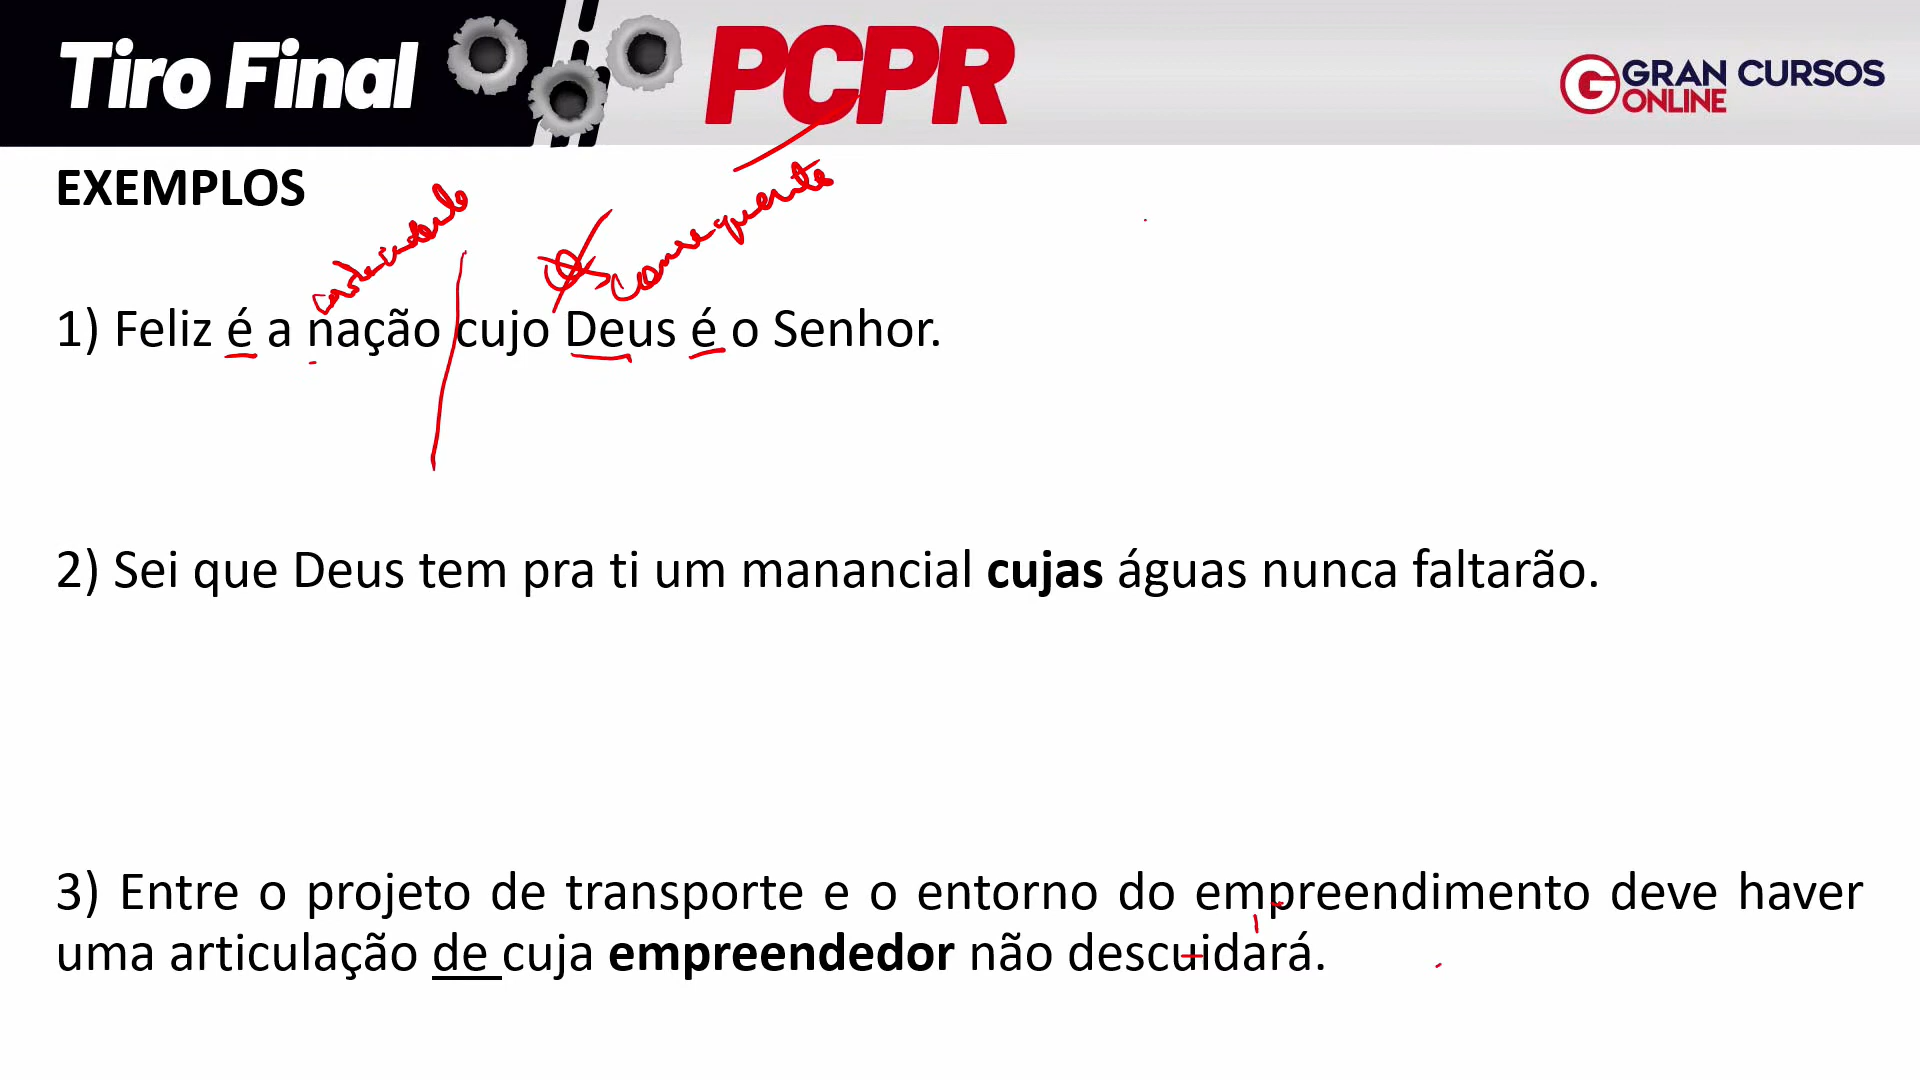 Tiro Final
PCPR
GRAN CURSOS
ONLINE
EXEMPLOS
antecedente
consequente
1) Feliz é a nação cujo Deus é o Senhor.
2) Sei que Deus tem pra ti um manancial cujas águas nunca faltarão.
3) Entre o projeto de transporte e o entorno do empreendimento deve haver
uma articulação de cuja empreendedor não descuidará.